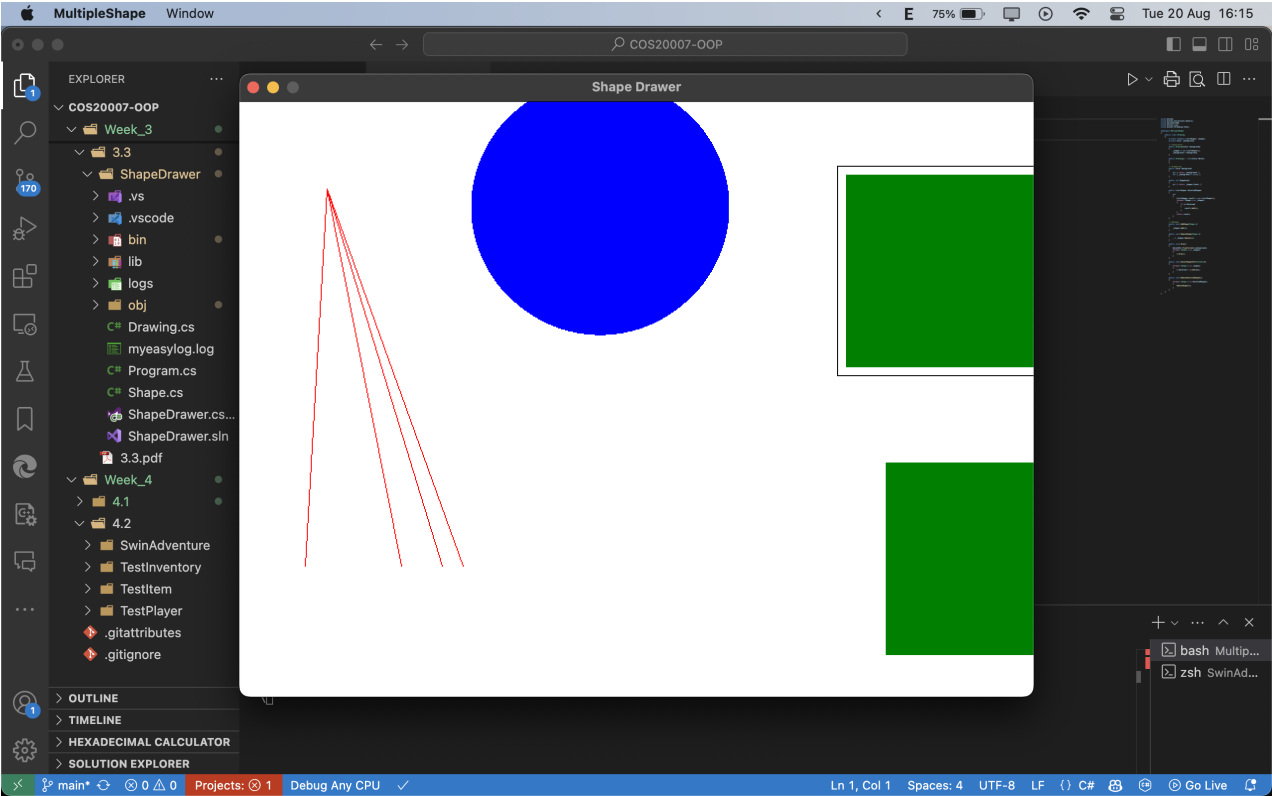 MultipleShape Window E 75% Tue 20 Aug 16:15
COS20007-OOP
EXPLORER ...
Shape Drawer
COS20007-OOP
Week_3
3.3
ShapeDrawer
.vs
.vscode
bin
lib
logs
obj
C# Drawing.cs
myeasylog.log
C# Program.cs
C# Shape.cs
ShapeDrawer.cs...
ShapeDrawer.sln
3.3.pdf
Week_4
4.1
4.2
SwinAdventure
TestInventory
TestItem
TestPlayer
.gitattributes
.gitignore
OUTLINE
TIMELINE
HEXADECIMAL CALCULATOR
SOLUTION EXPLORER
1
170
1
bash Multip...
zsh SwinAd...
main* 0 0 Projects: 1 Debug Any CPU Ln 1, Col 1 Spaces: 4 UTF-8 LF {} C# Go Live